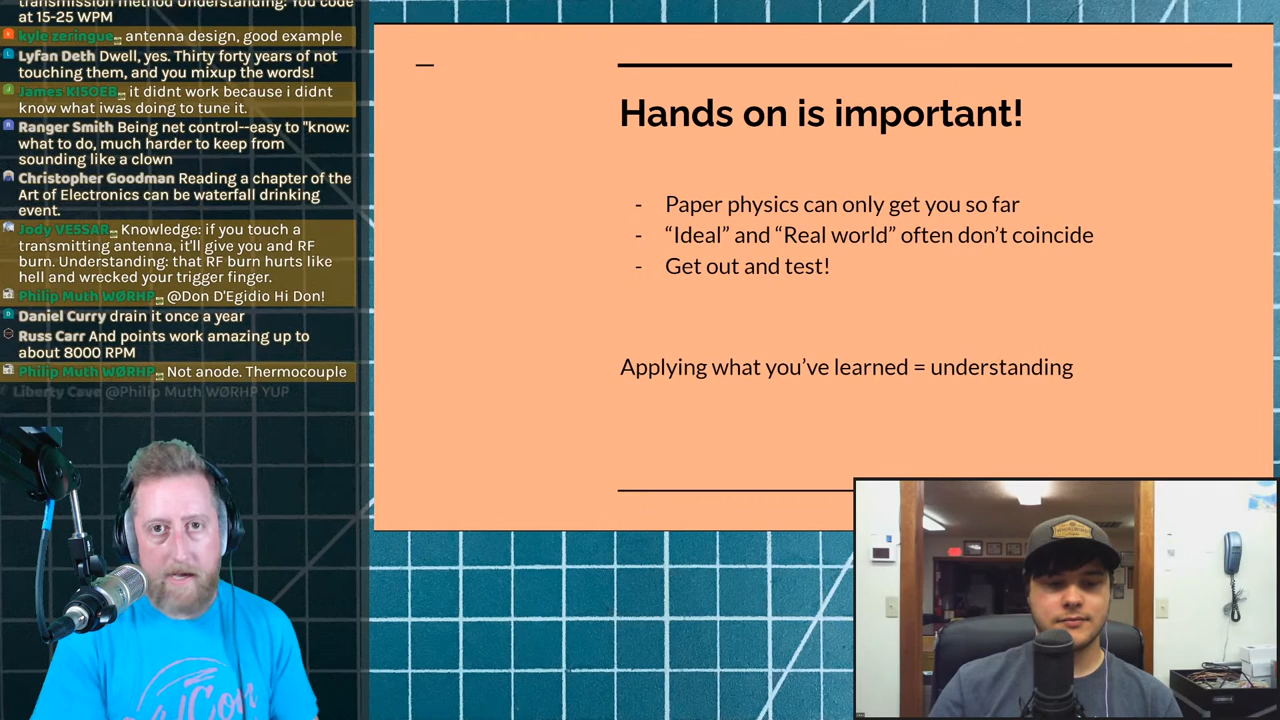 transmission method Understanding: You code
at 15-25 WPM
kyle zeringue antenna design, good example
Lyfan Deth Dwell, yes. Thirty forty years of not
touching them, and you mixup the words!
James KI5OEB it didnt work because i didnt
know what iwas doing to tune it.
Ranger Smith Being net control--easy to "know:
what to do, much harder to keep from
sounding like a clown
Christopher Goodman Reading a chapter of the
Art of Electronics can be waterfall drinking
event.
Jody VE5SAR Knowledge: if you touch a
transmitting antenna, it'll give you and RF
burn. Understanding: that RF burn hurts like
hell and wrecked your trigger finger.
Philip Muth WØRHP @Don D'Egidio Hi Don!
Daniel Curry drain it once a year
Russ Carr And points work amazing up to
about 8000 RPM
Philip Muth WØRHP Not anode. Thermocouple
Liberty Cave @Philip Muth WØRHP YUP
Hands on is important!
- Paper physics can only get you so far
- “Ideal” and “Real world” often don’t coincide
- Get out and test!
Applying what you’ve learned = understanding